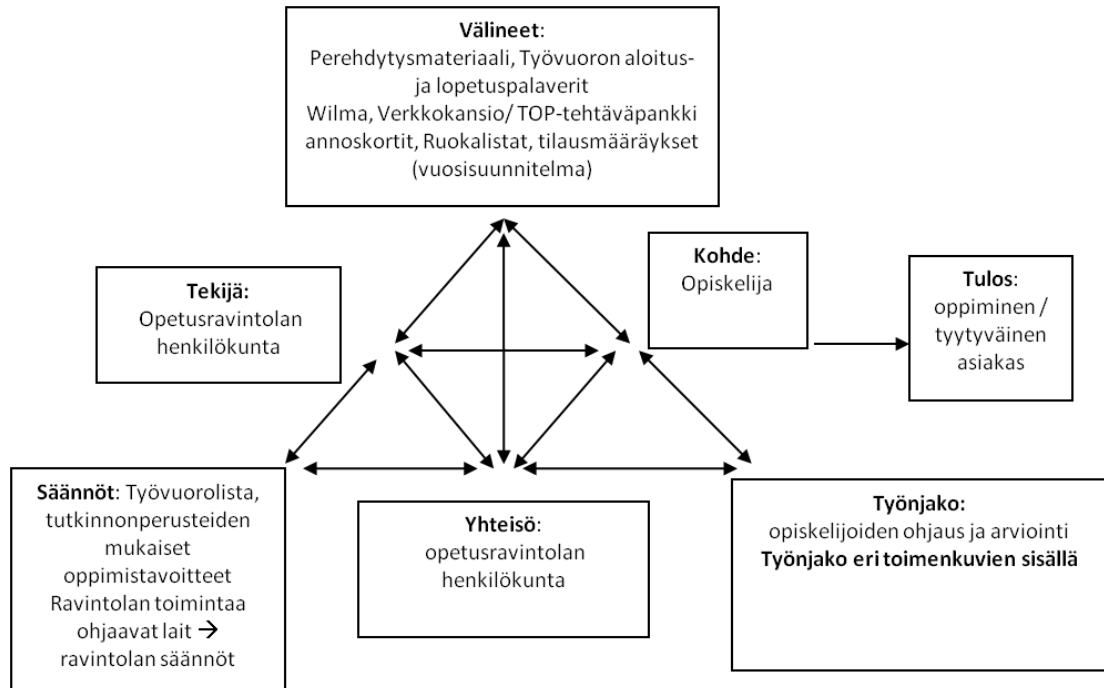 Välineet:
Perehdytysmateriaali, Työvuoron aloitus-
ja lopetuspalaverit
Wilma, Verkkokansio/ TOP-tehtäväpankki
annoskortit, Ruokalistat, tilausmääräykset
(vuosisuunnitelma)
Tekijä:
Opetusravintolan
henkilökunta
Kohde:
Opiskelija
Tulos:
oppiminen /
tyytyväinen
asiakas
Säännöt: Työvuorolista,
tutkinnonperusteiden
mukaiset
oppimistavoitteet
Ravintolan toimintaa
ohjaavat lait →
ravintolan säännöt
Yhteisö:
opetusravintolan
henkilökunta
Työnjako:
opiskelijoiden ohjaus ja arviointi
Työnjako eri toimenkuvien sisällä